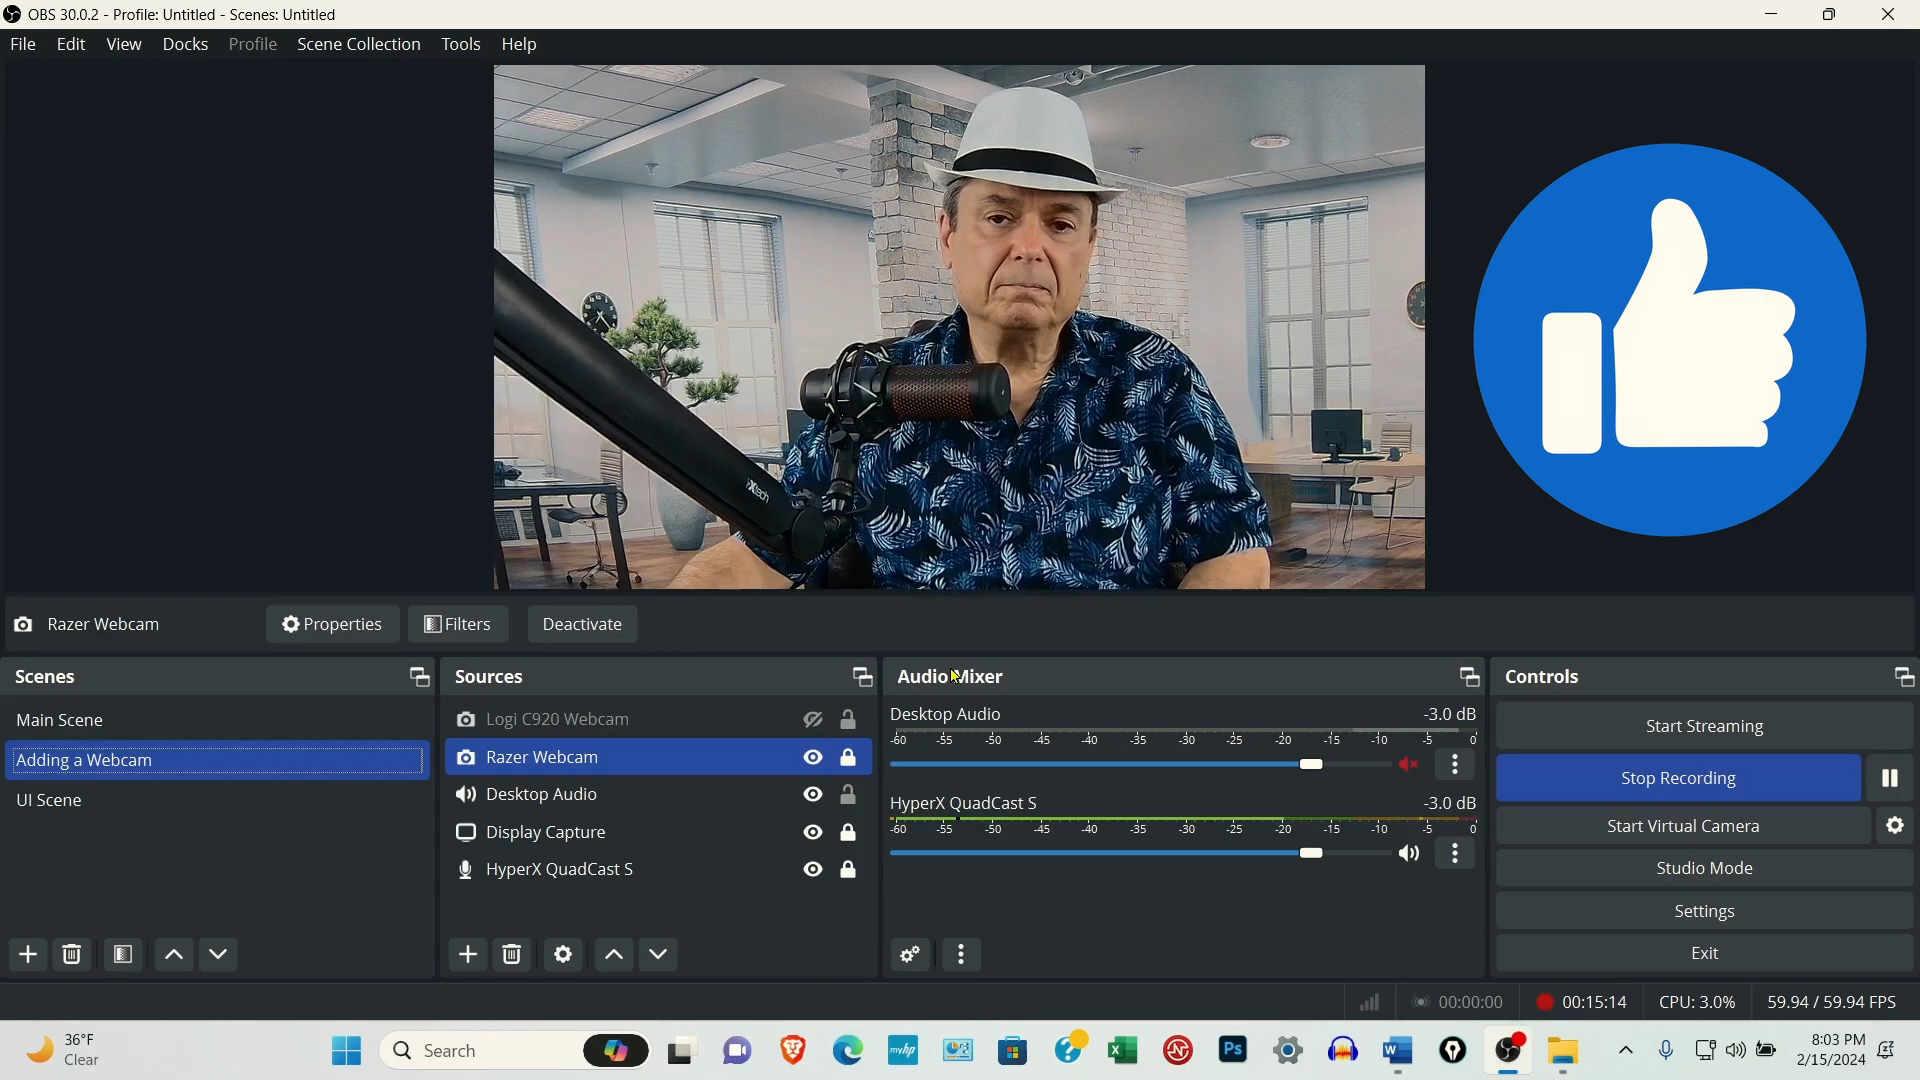 OBS 30.0.2 - Profile: Untitled - Scenes: Untitled
File Edit View Docks Profile Scene Collection Tools Help
Razer Webcam Properties Filters Deactivate
Scenes
Main Scene
Adding a Webcam
UI Scene
Sources
Logi C920 Webcam
Razer Webcam
Desktop Audio
Display Capture
HyperX QuadCast S
Audio Mixer
Desktop Audio -3.0 dB
-60 -55 -50 -45 -40 -35 -30 -25 -20 -15 -10 -5 0
HyperX QuadCast S -3.0 dB
-60 -55 -50 -45 -40 -35 -30 -25 -20 -15 -10 -5 0
Controls
Start Streaming
Stop Recording
Start Virtual Camera
Studio Mode
Settings
Exit
00:00:00 00:15:14 CPU: 3.0% 59.94 / 59.94 FPS
36°F
Clear
Search
myhp
Ps
8:03 PM
2/15/2024